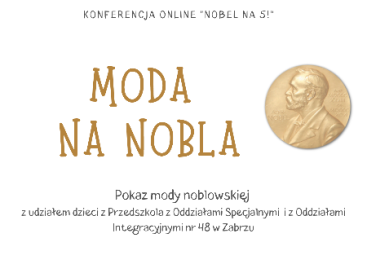 KONFERENCJA ONLINE "NOBEL NA 5!"
MODA
NA NOBLA
Pokaz mody noblowskiej
z udziałem dzieci z Przedszkola z Oddziałami Specjalnymi i z Oddziałami
Integracyjnymi nr 48 w Zabrzu